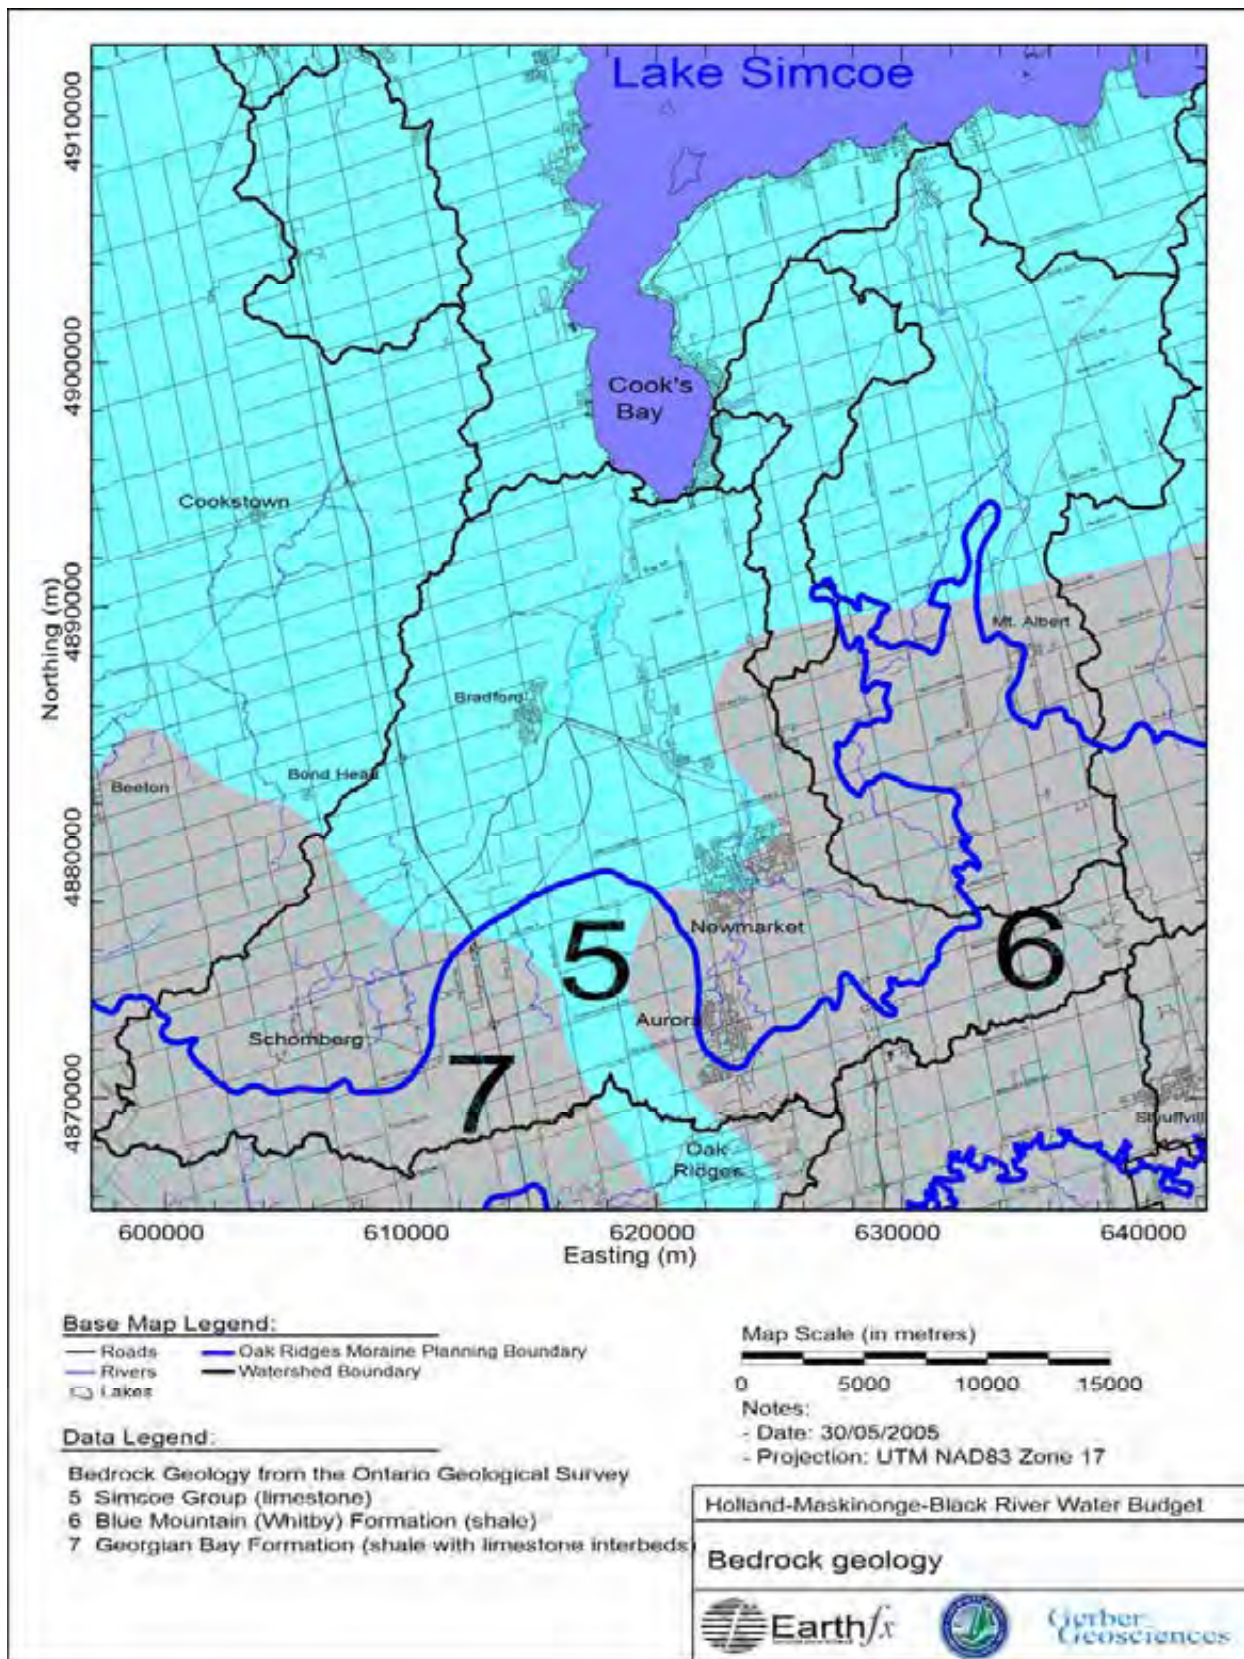 Lake Simcoe
4910000
4900000
Cook's
Bay
Cookstown
4890000
Northing (m)
Mt. Albert
Bradford
Bond Head
Beeton
4880000
5
Newmarket
6
Aurora
Schomberg
7
4870000
Stouffvill
Oak
Ridges
600000
610000
620000
630000
640000
Easting (m)
Base Map Legend:
Roads
Oak Ridges Moraine Planning Boundary
Rivers
Watershed Boundary
Lakes
Map Scale (in metres)
0 5000 10000 15000
Notes:
- Date: 30/05/2005
- Projection: UTM NAD83 Zone 17
Data Legend:
Bedrock Geology from the Ontario Geological Survey
5 Simcoe Group (limestone)
6 Blue Mountain (Whitby) Formation (shale)
7 Georgian Bay Formation (shale with limestone interbeds)
Holland-Maskinonge-Black River Water Budget
Bedrock geology
Earthfx
Gerber
Geosciences